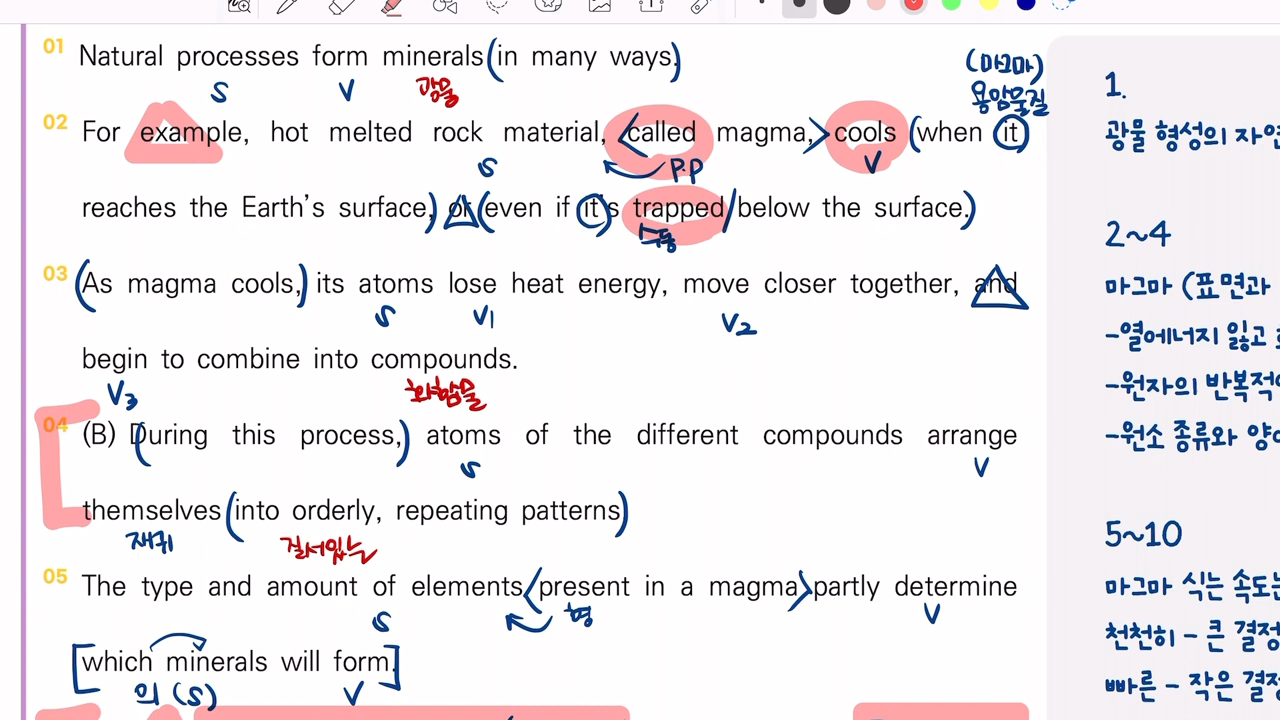 01 Natural processes form minerals (in many ways.)
S V 광물
(마그마)
용암물질
02 For example, hot melted rock material, <called magma,> cools (when it)
S p.p V
reaches the Earth's surface,) or (even if it's trapped / below the surface.)
수동
03 (As magma cools,) its atoms lose heat energy, move closer together, and
S V1 V2
begin to combine into compounds.
V3 화합물
04 (B) (During this process,) atoms of the different compounds arrange
S V
themselves (into orderly, repeating patterns)
재귀 질서있는
05 The type and amount of elements <present in a magma> partly determine
S 형 V
[which minerals will form.]
의(S) V
1.
광물 형성의 자연
2~4
마그마 (표면과
-열에너지 잃고
-원자의 반복적
-원소 종류와 양
5~10
마그마 식는 속도
천천히 - 큰 결정
빠른 - 작은 결정